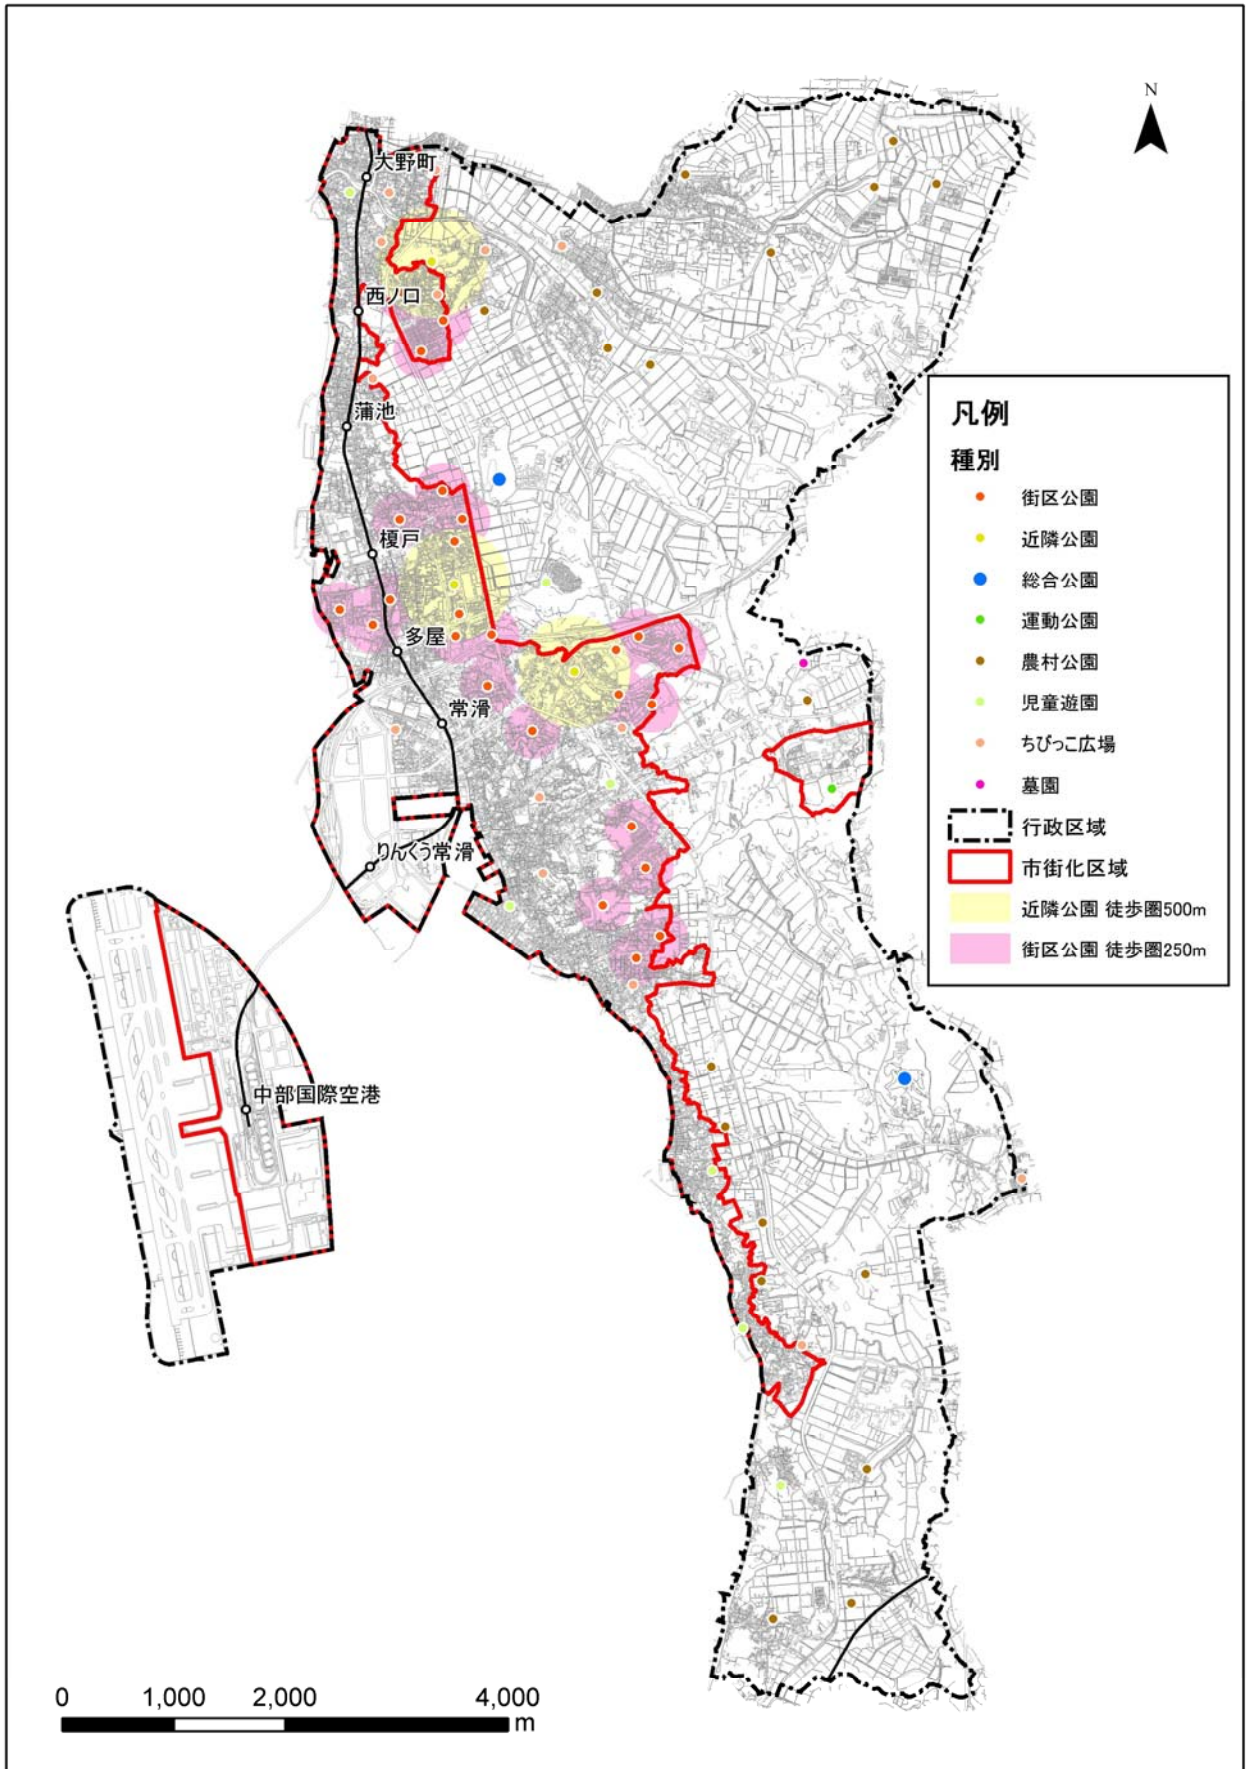 N
大野町
西ノ口
蒲池
榎戸
多屋
常滑
りんくう常滑
中部国際空港
凡例
種別
街区公園
近隣公園
総合公園
運動公園
農村公園
児童遊園
ちびっこ広場
墓園
行政区域
市街化区域
近隣公園 徒歩圏500m
街区公園 徒歩圏250m
0 1,000 2,000 4,000
m